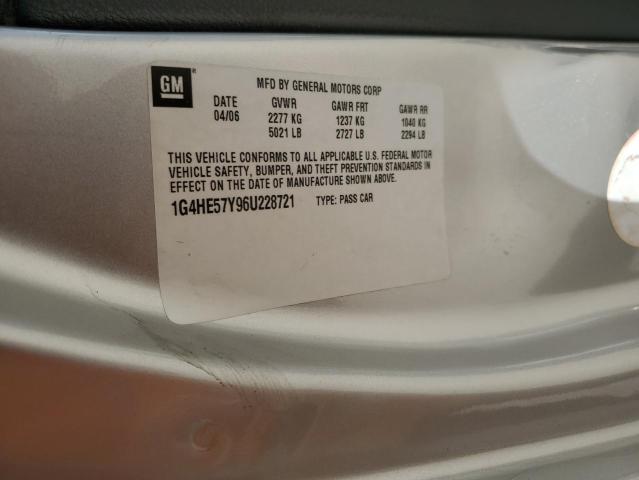 GM®
MFD BY GENERAL MOTORS CORP
DATE GVWR GAWR FRT GAWR RR
04/06 2277 KG 1237 KG 1040 KG
5021 LB 2727 LB 2294 LB
THIS VEHICLE CONFORMS TO ALL APPLICABLE U.S. FEDERAL MOTOR
VEHICLE SAFETY, BUMPER, AND THEFT PREVENTION STANDARDS IN
EFFECT ON THE DATE OF MANUFACTURE SHOWN ABOVE.
1G4HE57Y96U228721 TYPE: PASS CAR